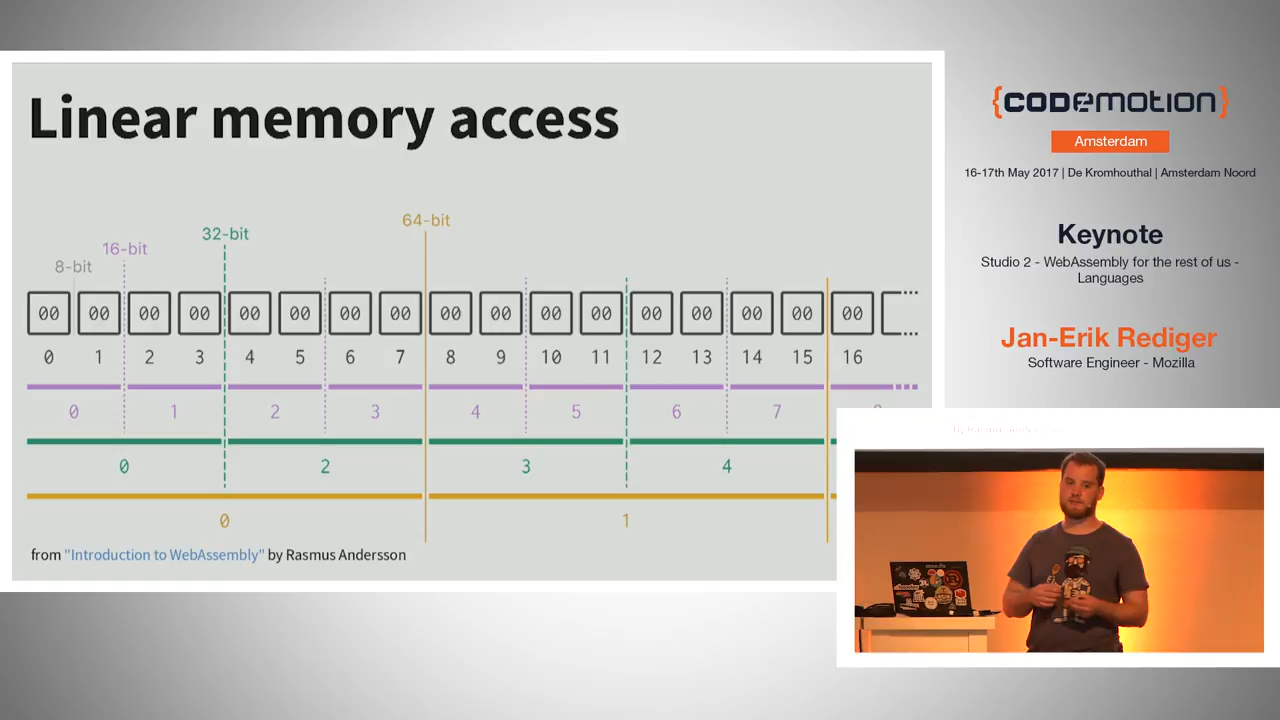 Linear memory access
8-bit
16-bit
32-bit
64-bit
00 00 00 00 00 00 00 00 00 00 00 00 00 00 00 00 00
0 1 2 3 4 5 6 7 8 9 10 11 12 13 14 15 16
0 1 2 3 4 5 6 7
0 2 3 4
0 1
from "Introduction to WebAssembly" by Rasmus Andersson
{CODEMOTION}
Amsterdam
16-17th May 2017 | De Kromhouthal | Amsterdam Noord
Keynote
Studio 2 - WebAssembly for the rest of us -
Languages
Jan-Erik Rediger
Software Engineer - Mozilla